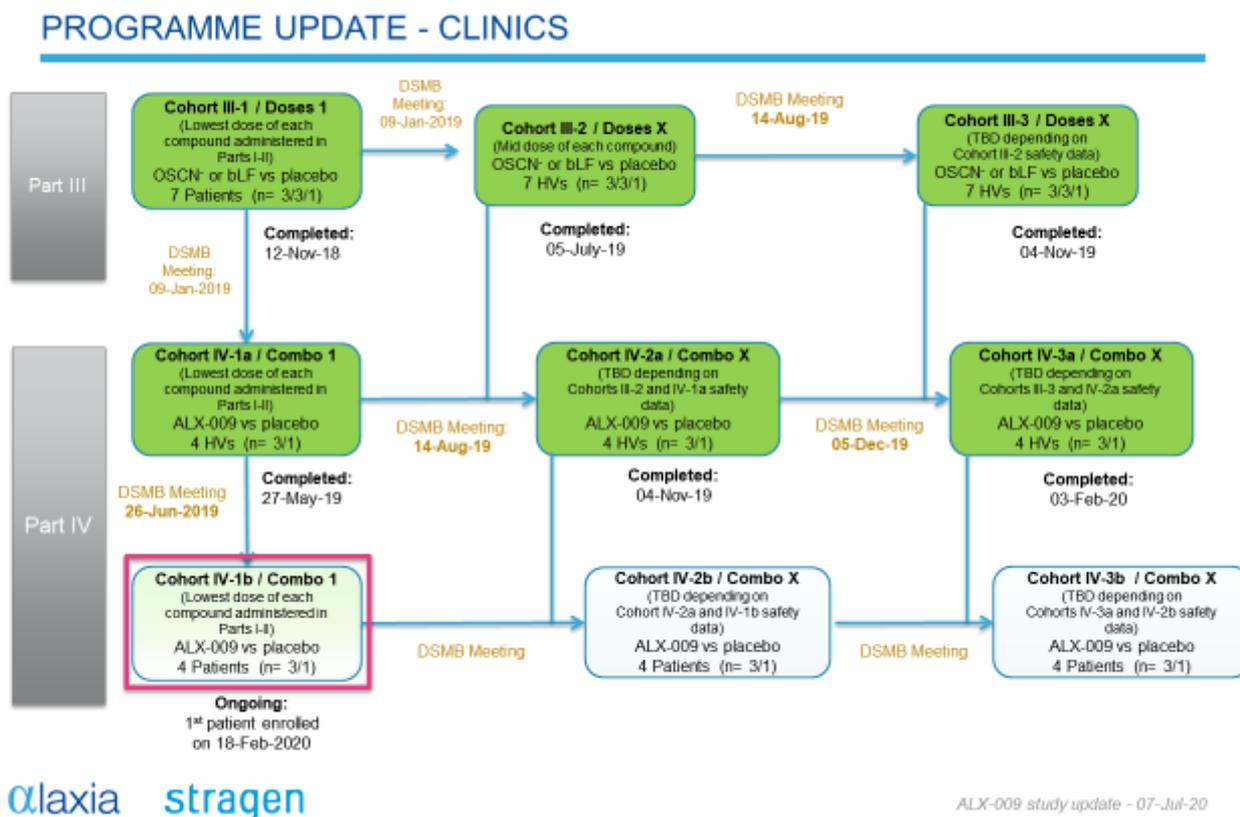 PROGRAMME UPDATE - CLINICS
Part III
Cohort III-1 / Doses 1
(Lowest dose of each
compound administered in
Parts I-II)
OSCN- or bLF vs placebo
7 Patients (n= 3/3/1)
DSMB
Meeting:
09-Jan-2019
Cohort III-2 / Doses X
(Mid dose of each compound)
OSCN- or bLF vs placebo
7 HVs (n= 3/3/1)
DSMB Meeting
14-Aug-19
Cohort III-3 / Doses X
(TBD depending on
Cohort III-2 safety data)
OSCN- or bLF vs placebo
7 HVs (n= 3/3/1)
DSMB
Meeting:
09-Jan-2019
Completed:
12-Nov-18
Completed:
05-July-19
Completed:
04-Nov-19
Part IV
Cohort IV-1a / Combo 1
(Lowest dose of each
compound administered in
Parts I-II)
ALX-009 vs placebo
4 HVs (n= 3/1)
DSMB Meeting:
14-Aug-19
Cohort IV-2a / Combo X
(TBD depending on
Cohorts III-2 and IV-1a safety
data)
ALX-009 vs placebo
4 HVs (n= 3/1)
DSMB Meeting
05-Dec-19
Cohort IV-3a / Combo X
(TBD depending on
Cohorts III-3 and IV-2a safety
data)
ALX-009 vs placebo
4 HVs (n= 3/1)
DSMB Meeting
26-Jun-2019
Completed:
27-May-19
Completed:
04-Nov-19
Completed:
03-Feb-20
Cohort IV-1b / Combo 1
(Lowest dose of each
compound administered in
Parts I-II)
ALX-009 vs placebo
4 Patients (n= 3/1)
DSMB Meeting
Cohort IV-2b / Combo X
(TBD depending on
Cohort IV-2a and IV-1b safety
data)
ALX-009 vs placebo
4 Patients (n= 3/1)
DSMB Meeting
Cohort IV-3b / Combo X
(TBD depending on
Cohorts IV-3a and IV-2b safety
data)
ALX-009 vs placebo
4 Patients (n= 3/1)
Ongoing:
1st patient enrolled
on 18-Feb-2020
αlaxia
stragen
ALX-009 study update - 07-Jul-20